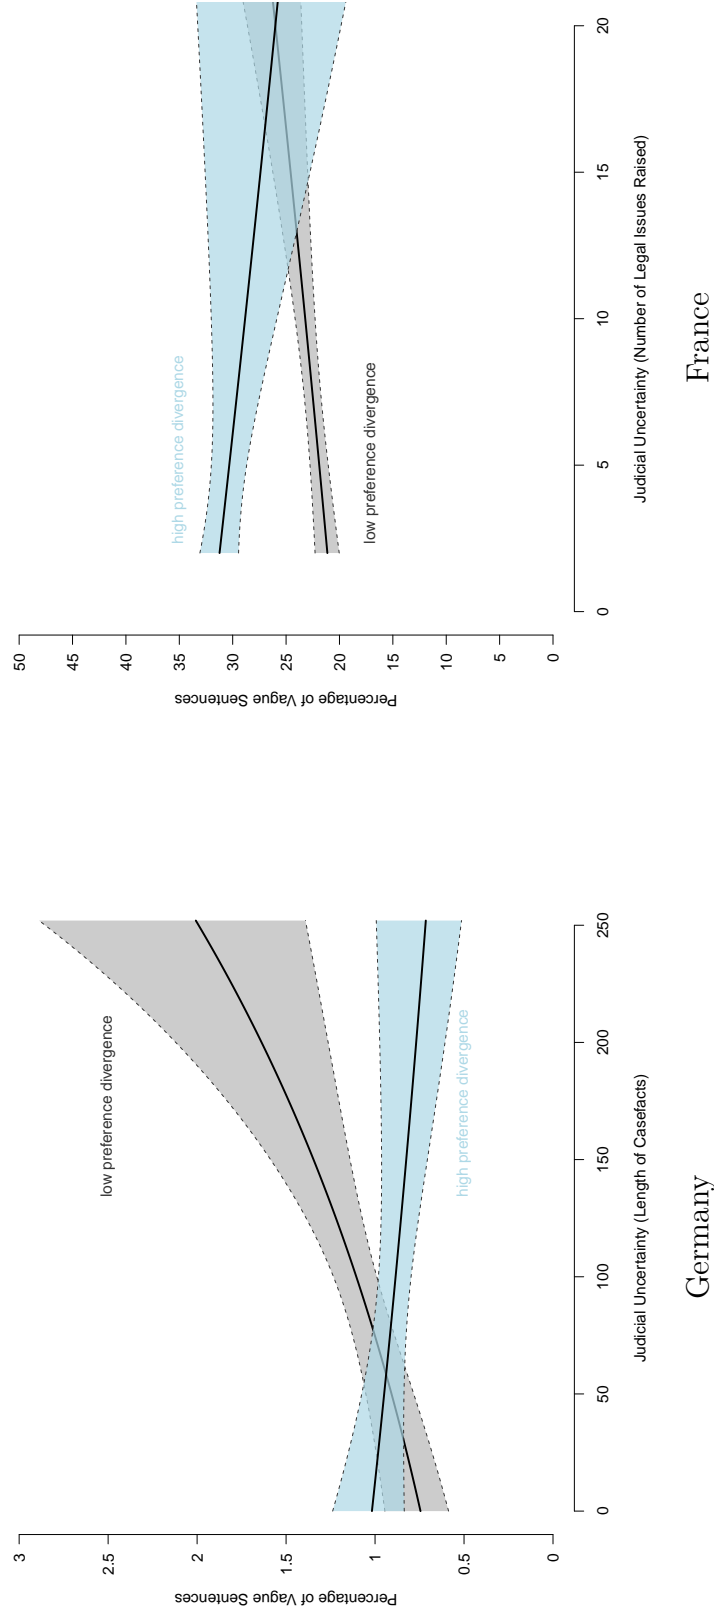 3
2.5
2
1.5
1
0.5
0
Percentage of Vague Sentences
low preference divergence
high preference divergence
0
50
100
150
200
250
Judicial Uncertainty (Length of Casefacts)
Germany
50
45
40
35
30
25
20
15
10
5
0
Percentage of Vague Sentences
high preference divergence
low preference divergence
0
5
10
15
20
Judicial Uncertainty (Number of Legal Issues Raised)
France